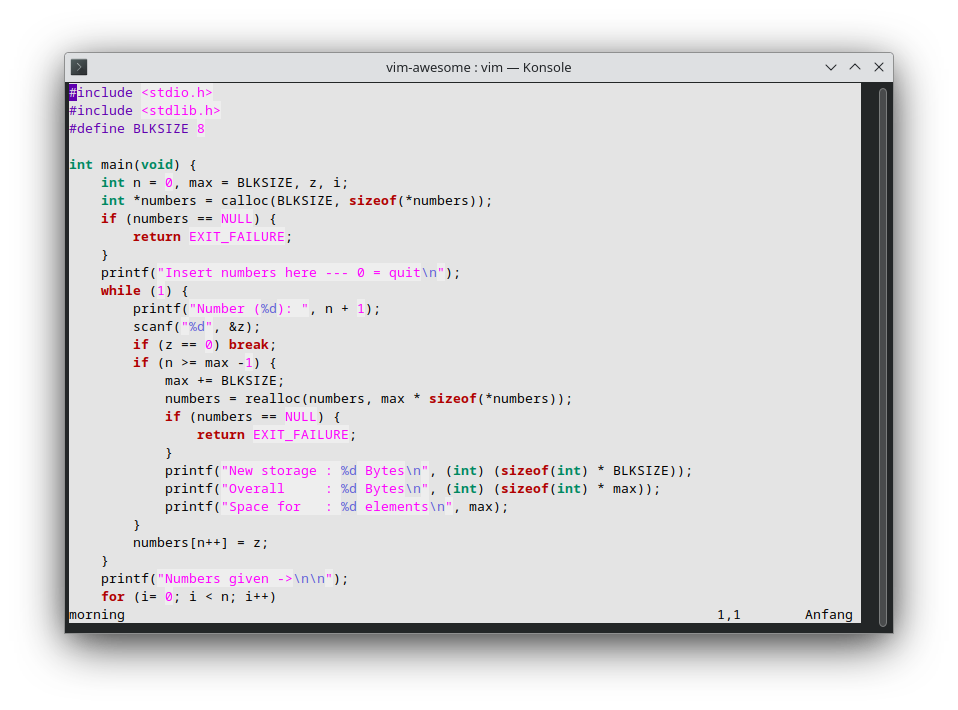 vim-awesome : vim — Konsole
#include <stdio.h>
#include <stdlib.h>
#define BLKSIZE 8

int main(void) {
    int n = 0, max = BLKSIZE, z, i;
    int *numbers = calloc(BLKSIZE, sizeof(*numbers));
    if (numbers == NULL) {
        return EXIT_FAILURE;
    }
    printf("Insert numbers here --- 0 = quit\n");
    while (1) {
        printf("Number (%d): ", n + 1);
        scanf("%d", &z);
        if (z == 0) break;
        if (n >= max -1) {
            max += BLKSIZE;
            numbers = realloc(numbers, max * sizeof(*numbers));
            if (numbers == NULL) {
                return EXIT_FAILURE;
            }
            printf("New storage : %d Bytes\n", (int) (sizeof(int) * BLKSIZE));
            printf("Overall     : %d Bytes\n", (int) (sizeof(int) * max));
            printf("Space for   : %d elements\n", max);
        }
        numbers[n++] = z;
    }
    printf("Numbers given ->\n\n");
    for (i= 0; i < n; i++)
morning 1,1 Anfang